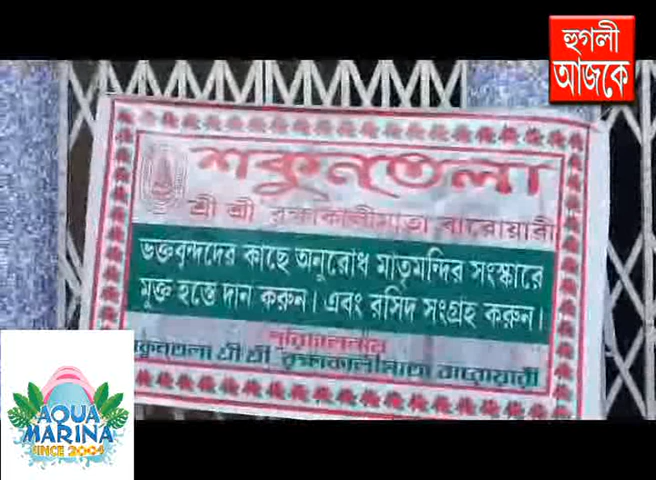 হুগলী
আজকে
শকুনতলা
শ্রী শ্রী রক্ষাকালীমাতা বারোয়ারী
ভক্তবৃন্দদের কাছে অনুরোধ মাতৃমন্দির সংস্কারে
মুক্ত হস্তে দান করুন। এবং রসিদ সংগ্রহ করুন।
পরিচালনায়
শকুনতলা শ্রী শ্রী রক্ষাকালীমাতা বারোয়ারী
AQUA
MARINA
SINCE 2004